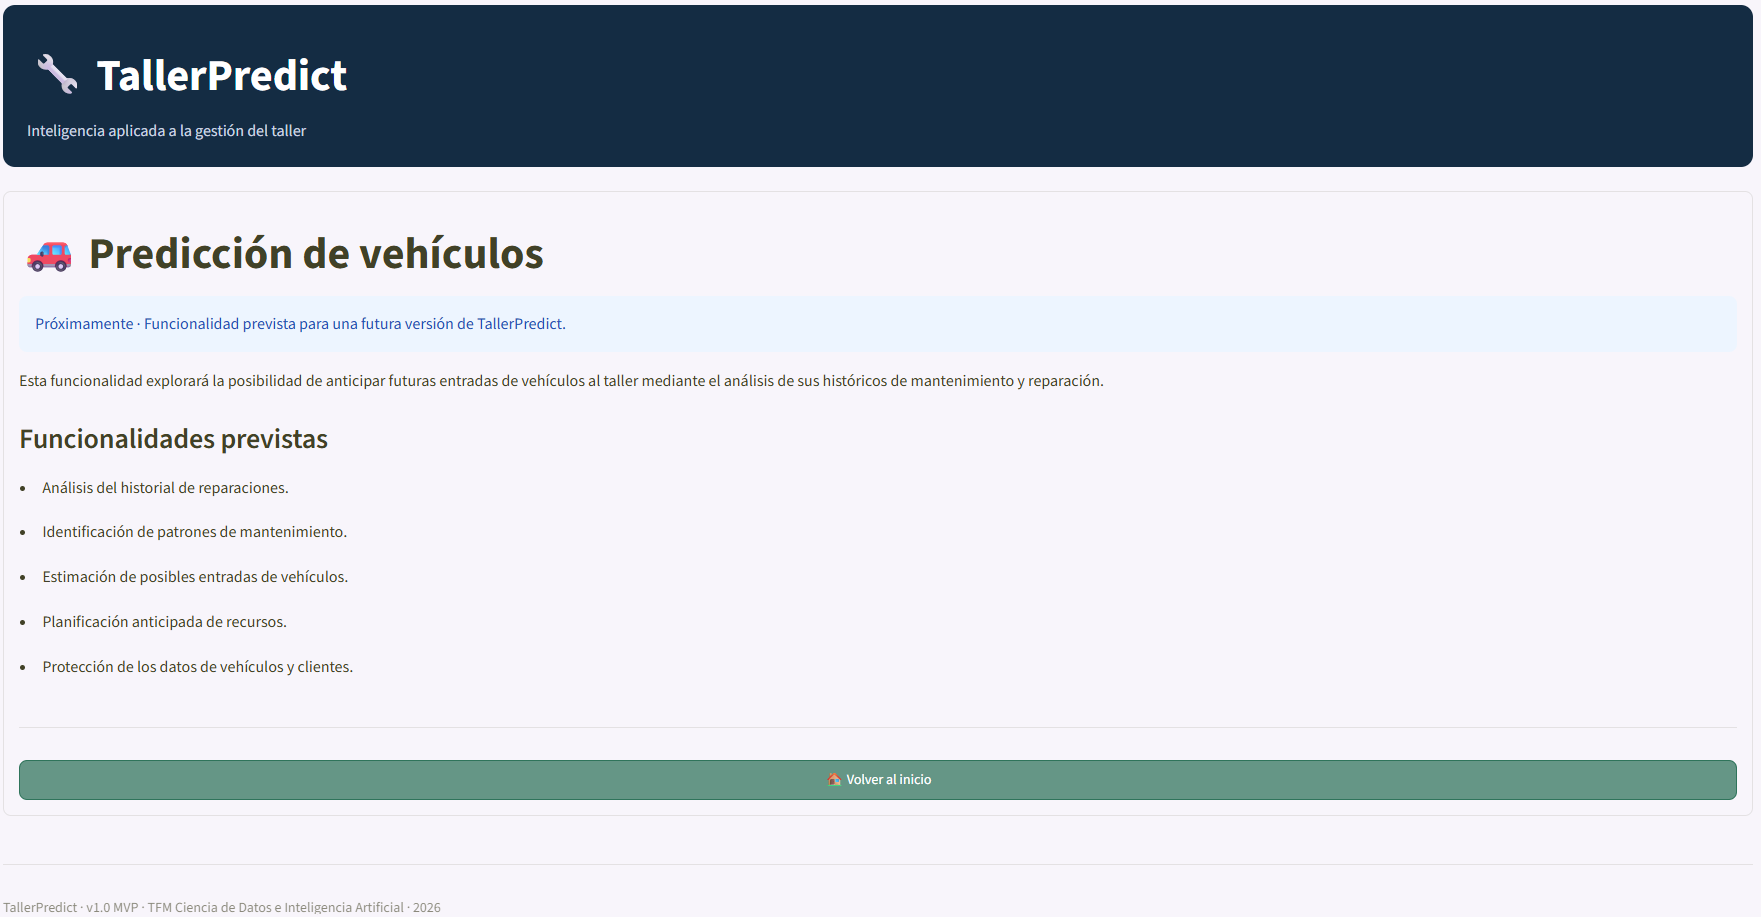 TallerPredict
Inteligencia aplicada a la gestión del taller
Predicción de vehículos
Próximamente · Funcionalidad prevista para una futura versión de TallerPredict.
Esta funcionalidad explorará la posibilidad de anticipar futuras entradas de vehículos al taller mediante el análisis de sus históricos de mantenimiento y reparación.
Funcionalidades previstas
• Análisis del historial de reparaciones.
• Identificación de patrones de mantenimiento.
• Estimación de posibles entradas de vehículos.
• Planificación anticipada de recursos.
• Protección de los datos de vehículos y clientes.
Volver al inicio
TallerPredict · v1.0 MVP · TFM Ciencia de Datos e Inteligencia Artificial · 2026